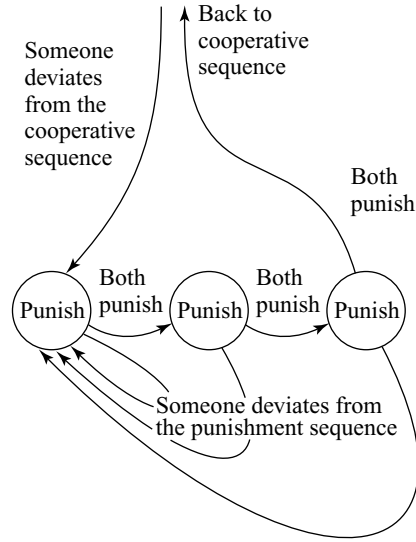 Back to
cooperative
sequence
Someone
deviates
from the
cooperative
sequence
Both
punish
Punish
Both
punish
Punish
Both
punish
Punish
Someone deviates from
the punishment sequence